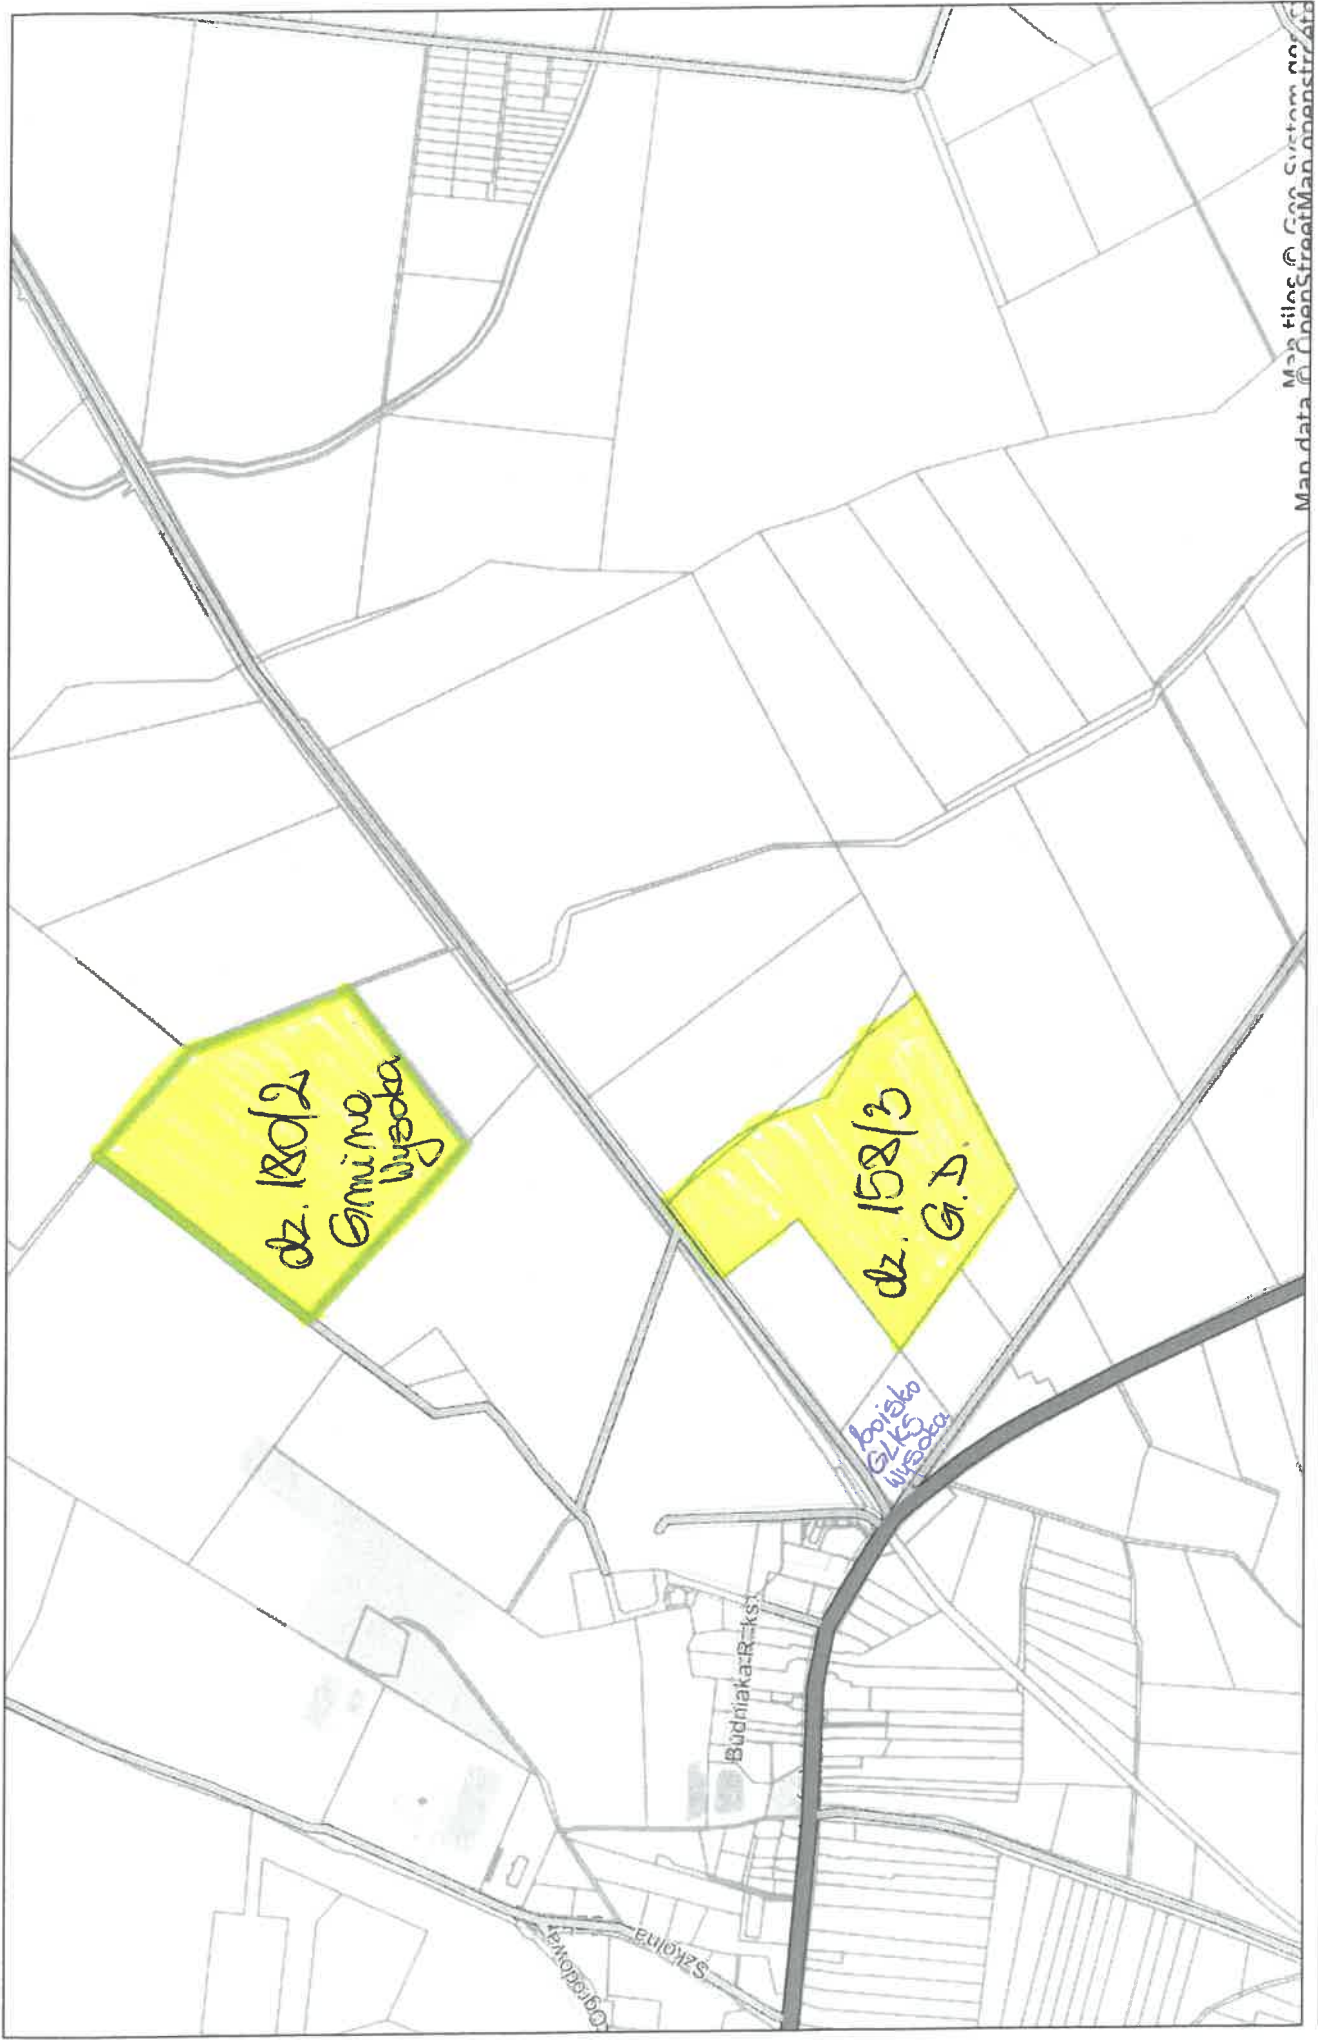 dz. 180/2
Gmina
Wysoka
dz. 158/3
G.D.
boisko
GLKS
Wysoka
Budniaka R. ks.
Szkolna
Ogrodowa
Map tiles © Geo-System
Map data © OpenStreetMap